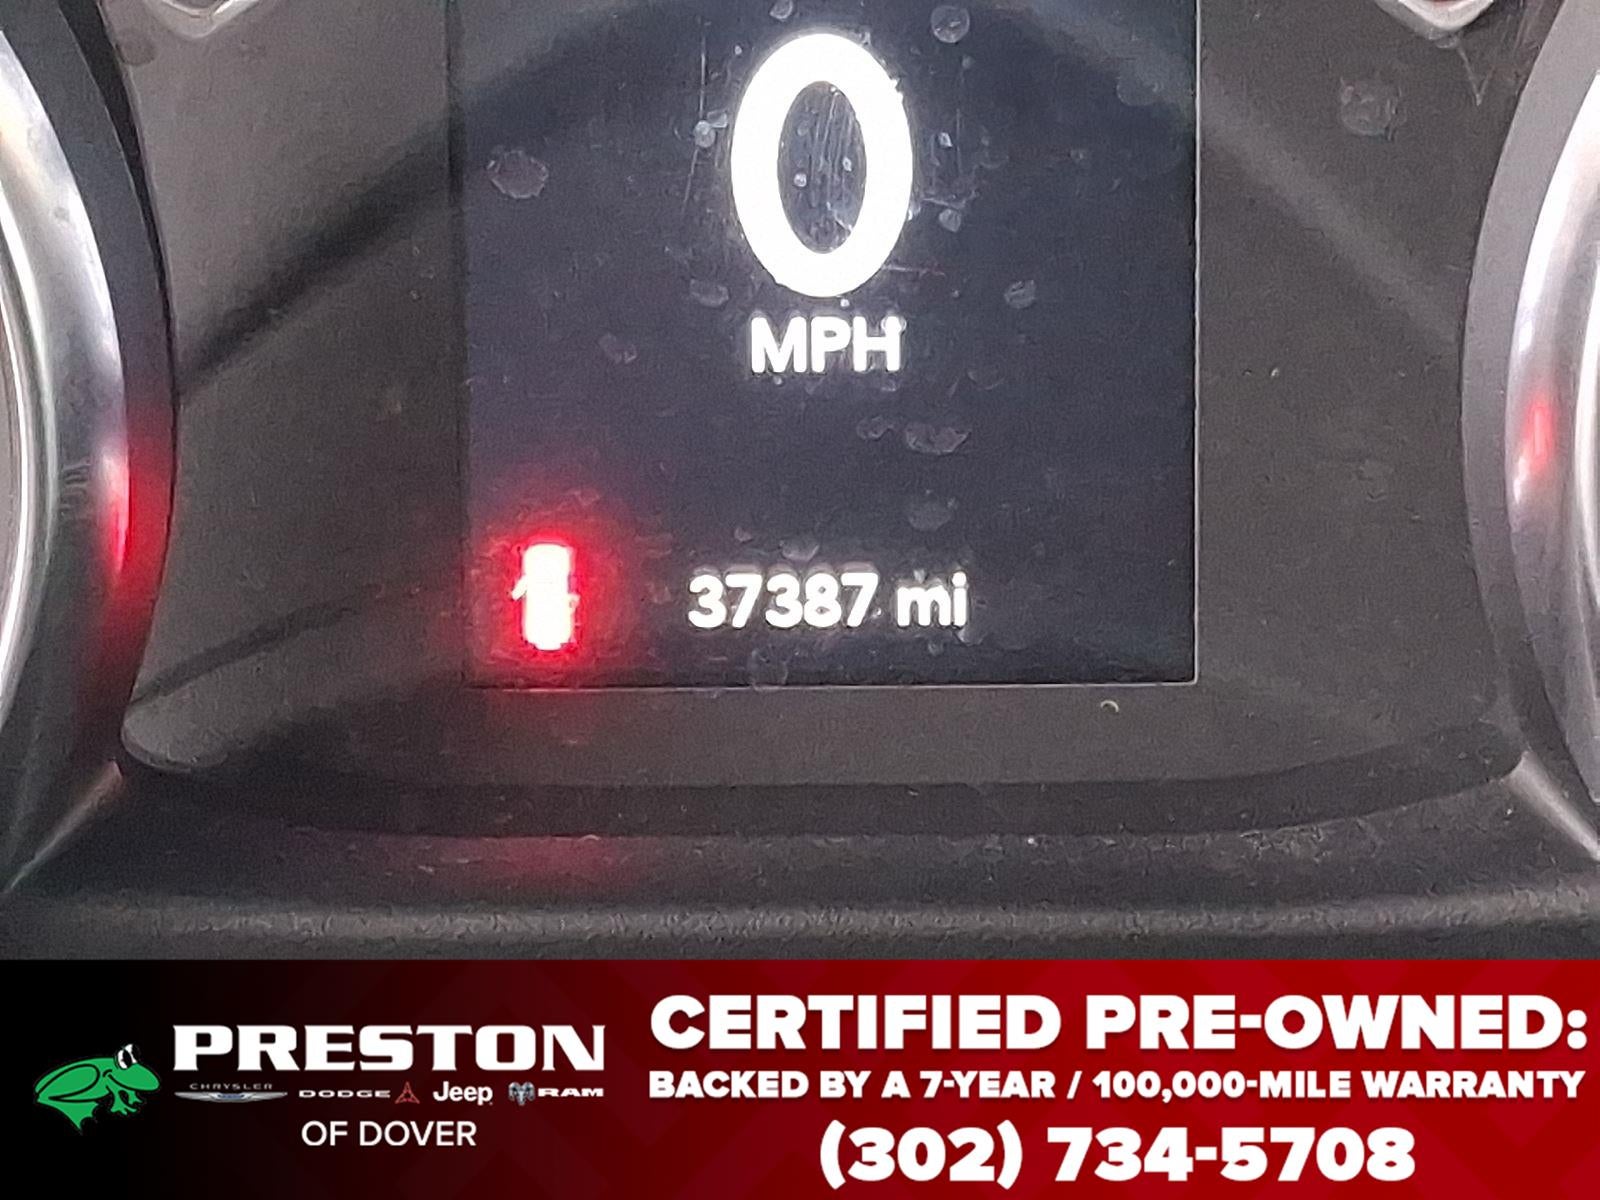 0
MPH
37387 mi
PRESTON
CHRYSLER DODGE Jeep RAM
OF DOVER
CERTIFIED PRE-OWNED:
BACKED BY A 7-YEAR / 100,000-MILE WARRANTY
(302) 734-5708